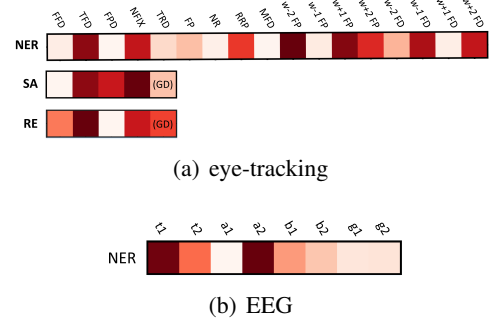 FFD TFD FPD NFIX TRD FP NR RRP MFD w-2 FP w-1 FP w+1 FP w+2 FP w-2 FD w-1 FD w+1 FD w+2 FD
NER
SA (GD)
RE (GD)
(a) eye-tracking
t1 t2 a1 a2 b1 b2 g1 g2
NER
(b) EEG